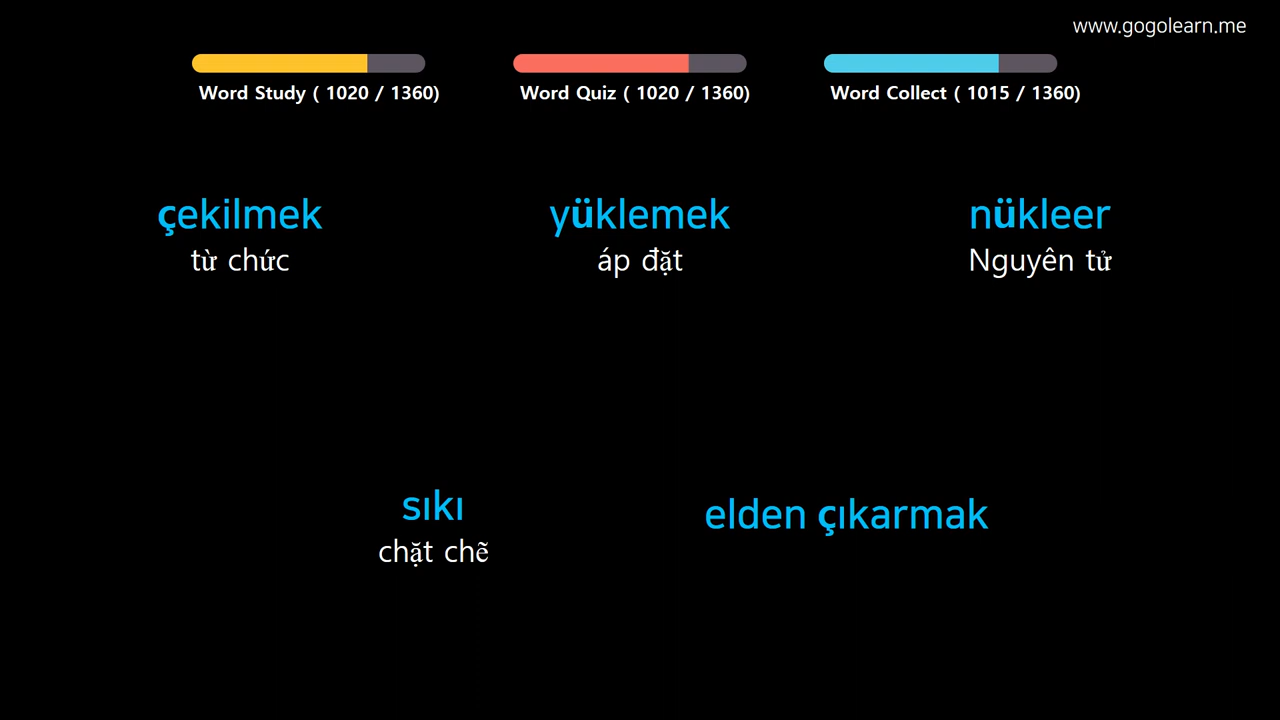 www.gogolearn.me
Word Study ( 1020 / 1360)
Word Quiz ( 1020 / 1360)
Word Collect ( 1015 / 1360)
çekilmek
từ chức
yüklemek
áp đặt
nükleer
Nguyên tử
sıkı
chặt chẽ
elden çıkarmak